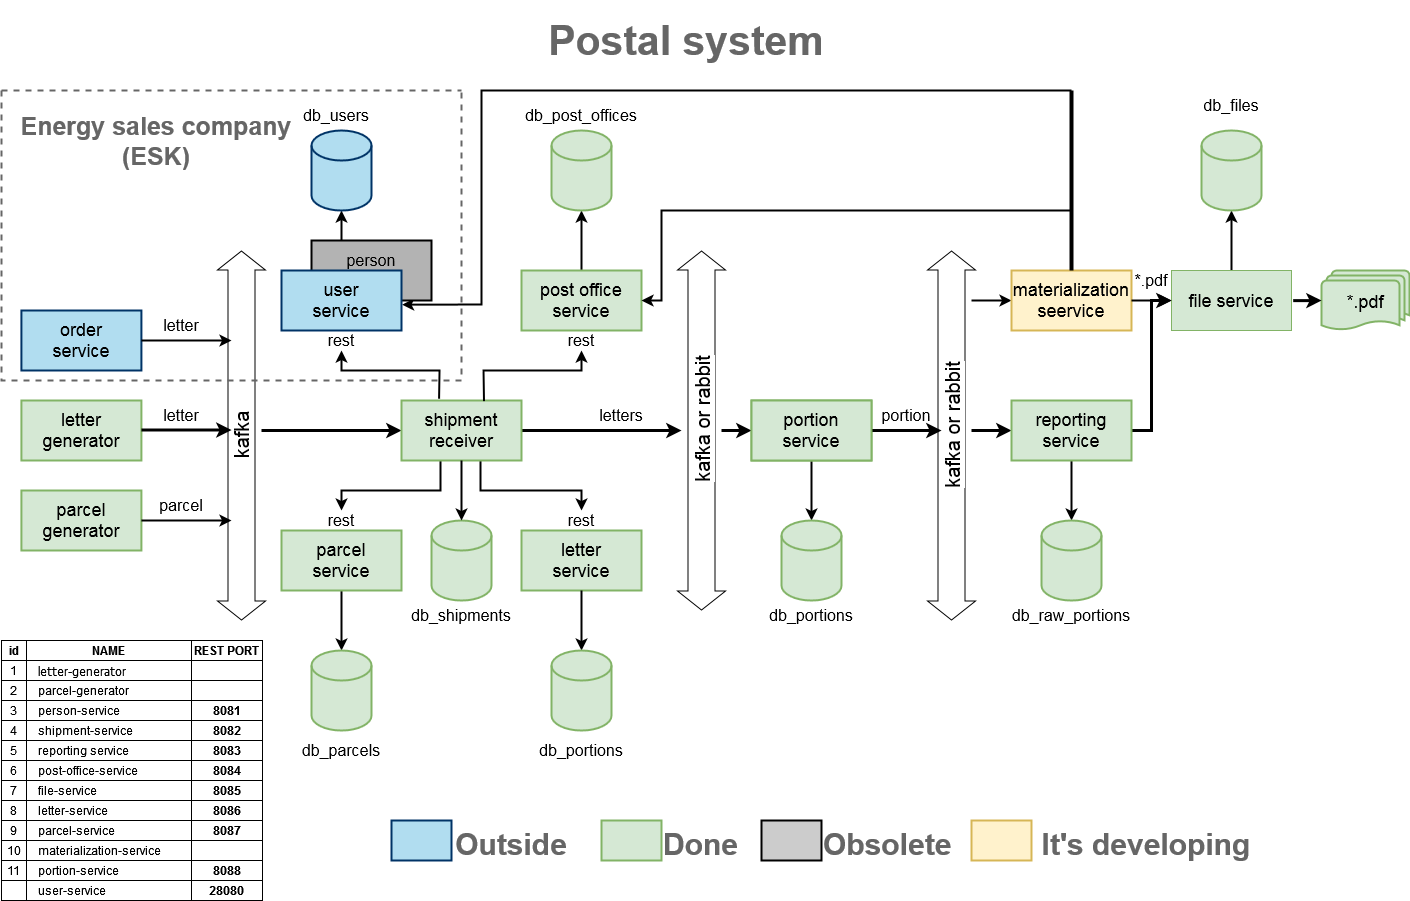 Postal system
Energy sales company
(ESK)
db_users
db_post_offices
db_files
person
user
service
rest
post office
service
rest
materialization
seervice
*.pdf
file service
*.pdf
order
service
letter
letter
generator
letter
kafka
shipment
receiver
letters
kafka or rabbit
portion
service
portion
kafka or rabbit
reporting
service
parcel
generator
parcel
rest
parcel
service
rest
letter
service
db_shipments
db_portions
db_raw_portions
db_parcels
db_portions
id NAME REST PORT
1 letter-generator
2 parcel-generator
3 person-service 8081
4 shipment-service 8082
5 reporting service 8083
6 post-office-service 8084
7 file-service 8085
8 letter-service 8086
9 parcel-service 8087
10 materialization-service
11 portion-service 8088
user-service 28080
Outside
Done
Obsolete
It's developing